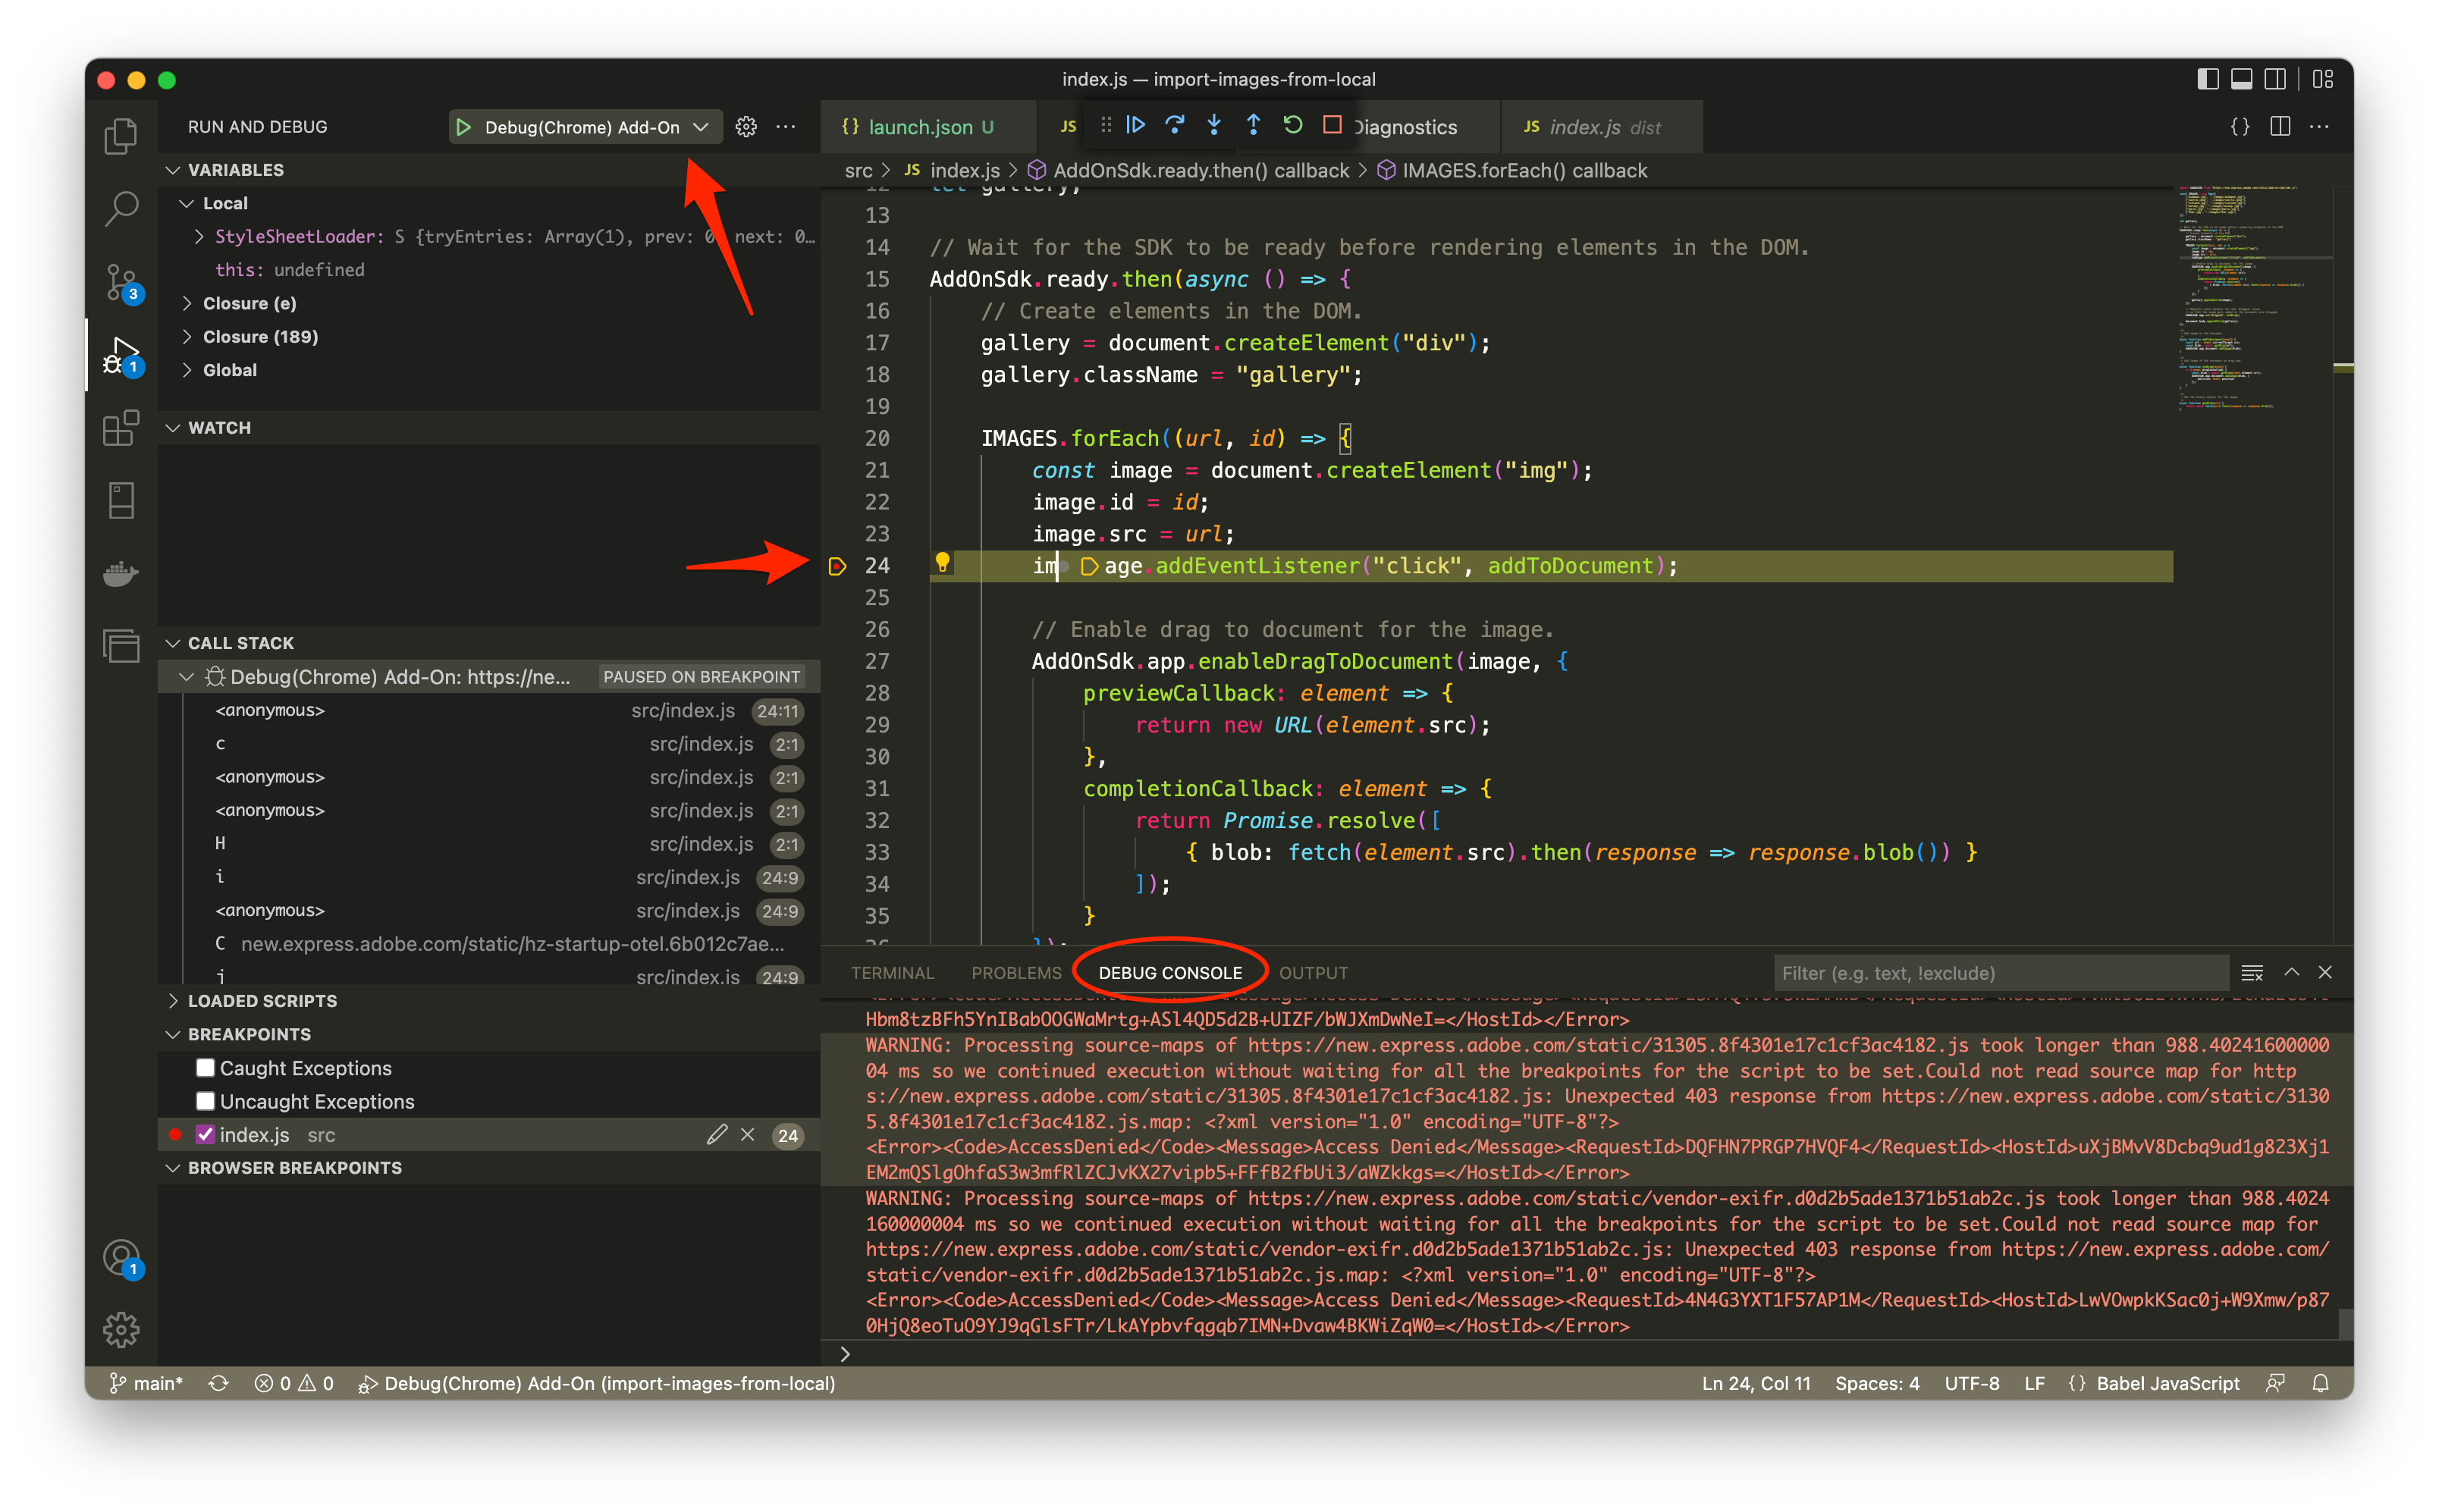 index.js — import-images-from-local
RUN AND DEBUG
Debug(Chrome) Add-On
VARIABLES
Local
StyleSheetLoader: S {tryEntries: Array(1), prev: 0, next: 0…
this: undefined
Closure (e)
Closure (189)
Global
WATCH
CALL STACK
Debug(Chrome) Add-On: https://ne... PAUSED ON BREAKPOINT
<anonymous> src/index.js 24:11
c src/index.js 2:1
<anonymous> src/index.js 2:1
<anonymous> src/index.js 2:1
H src/index.js 2:1
i src/index.js 24:9
<anonymous> src/index.js 24:9
C new.express.adobe.com/static/hz-startup-otel.6b012c7ae...
j src/index.js 24:9
LOADED SCRIPTS
BREAKPOINTS
Caught Exceptions
Uncaught Exceptions
index.js src 24
BROWSER BREAKPOINTS
3
1
1
{} launch.json U
JS
Diagnostics
JS index.js dist
src > JS index.js > AddOnSdk.ready.then() callback > IMAGES.forEach() callback
12 let gallery;
13
14 // Wait for the SDK to be ready before rendering elements in the DOM.
15 AddOnSdk.ready.then(async () => {
16 // Create elements in the DOM.
17 gallery = document.createElement("div");
18 gallery.className = "gallery";
19
20 IMAGES.forEach((url, id) => {
21 const image = document.createElement("img");
22 image.id = id;
23 image.src = url;
24 image.addEventListener("click", addToDocument);
25
26 // Enable drag to document for the image.
27 AddOnSdk.app.enableDragToDocument(image, {
28 previewCallback: element => {
29 return new URL(element.src);
30 },
31 completionCallback: element => {
32 return Promise.resolve([
33 { blob: fetch(element.src).then(response => response.blob()) }
34 ]);
35 }
36 });
TERMINAL PROBLEMS DEBUG CONSOLE OUTPUT
Filter (e.g. text, !exclude)
Hbm8tzBFh5YnIBabOOGWaMrtg+ASl4QD5d2B+UIZF/bWJXmDwNeI=</HostId></Error>
WARNING: Processing source-maps of https://new.express.adobe.com/static/31305.8f4301e17c1cf3ac4182.js took longer than 988.40241600000
04 ms so we continued execution without waiting for all the breakpoints for the script to be set.Could not read source map for http
s://new.express.adobe.com/static/31305.8f4301e17c1cf3ac4182.js: Unexpected 403 response from https://new.express.adobe.com/static/3130
5.8f4301e17c1cf3ac4182.js.map: <?xml version="1.0" encoding="UTF-8"?>
<Error><Code>AccessDenied</Code><Message>Access Denied</Message><RequestId>DQFHN7PRGP7HVQF4</RequestId><HostId>uXjBMvV8Dcbq9ud1g823Xj1
EM2mQSlgOhfaS3w3mfRlZCJvKX27vipb5+FFfB2fbUi3/aWZkkgs=</HostId></Error>
WARNING: Processing source-maps of https://new.express.adobe.com/static/vendor-exifr.d0d2b5ade1371b51ab2c.js took longer than 988.4024
160000004 ms so we continued execution without waiting for all the breakpoints for the script to be set.Could not read source map for
https://new.express.adobe.com/static/vendor-exifr.d0d2b5ade1371b51ab2c.js: Unexpected 403 response from https://new.express.adobe.com/
static/vendor-exifr.d0d2b5ade1371b51ab2c.js.map: <?xml version="1.0" encoding="UTF-8"?>
<Error><Code>AccessDenied</Code><Message>Access Denied</Message><RequestId>4N4G3YXT1F57AP1M</RequestId><HostId>LwVOwpkKSac0j+W9Xmw/p87
0HjQ8eoTuO9YJ9qGlsFTr/LkAYpbvfqgqb7IMN+Dvaw4BKWiZqW0=</HostId></Error>
main* 0 0 Debug(Chrome) Add-On (import-images-from-local) Ln 24, Col 11 Spaces: 4 UTF-8 LF {} Babel JavaScript